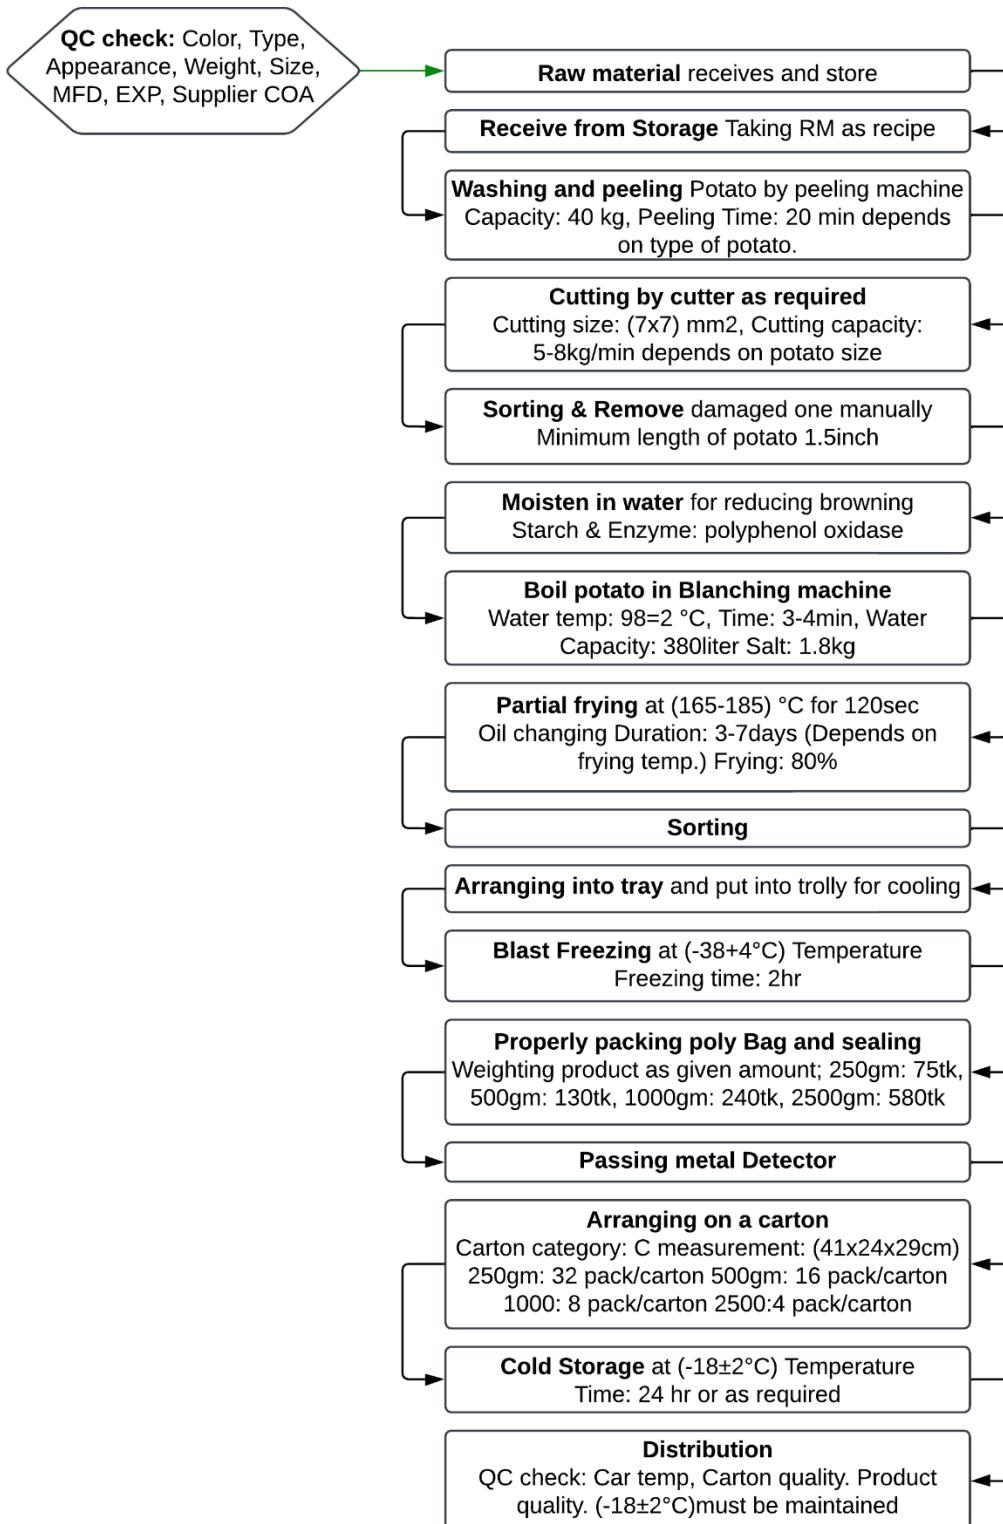 QC check: Color, Type,
Appearance, Weight, Size,
MFD, EXP, Supplier COA
Raw material receives and store
Receive from Storage Taking RM as recipe
Washing and peeling Potato by peeling machine
Capacity: 40 kg, Peeling Time: 20 min depends
on type of potato.
Cutting by cutter as required
Cutting size: (7x7) mm2, Cutting capacity:
5-8kg/min depends on potato size
Sorting & Remove damaged one manually
Minimum length of potato 1.5inch
Moisten in water for reducing browning
Starch & Enzyme: polyphenol oxidase
Boil potato in Blanching machine
Water temp: 98=2 °C, Time: 3-4min, Water
Capacity: 380liter Salt: 1.8kg
Partial frying at (165-185) °C for 120sec
Oil changing Duration: 3-7days (Depends on
frying temp.) Frying: 80%
Sorting
Arranging into tray and put into trolly for cooling
Blast Freezing at (-38+4°C) Temperature
Freezing time: 2hr
Properly packing poly Bag and sealing
Weighting product as given amount; 250gm: 75tk,
500gm: 130tk, 1000gm: 240tk, 2500gm: 580tk
Passing metal Detector
Arranging on a carton
Carton category: C measurement: (41x24x29cm)
250gm: 32 pack/carton 500gm: 16 pack/carton
1000: 8 pack/carton 2500:4 pack/carton
Cold Storage at (-18±2°C) Temperature
Time: 24 hr or as required
Distribution
QC check: Car temp, Carton quality. Product
quality. (-18±2°C)must be maintained